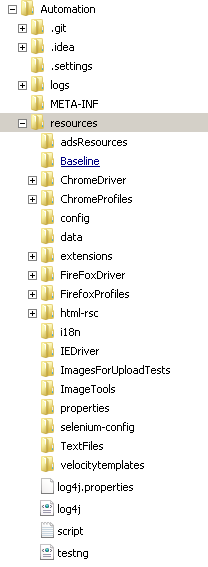 Automation
.git
.idea
.settings
logs
META-INF
resources
adsResources
Baseline
ChromeDriver
ChromeProfiles
config
data
extensions
FireFoxDriver
FirefoxProfiles
html-rsc
i18n
IEDriver
ImagesForUploadTests
ImageTools
properties
selenium-config
TextFiles
velocitytemplates
log4j.properties
log4j
script
testng